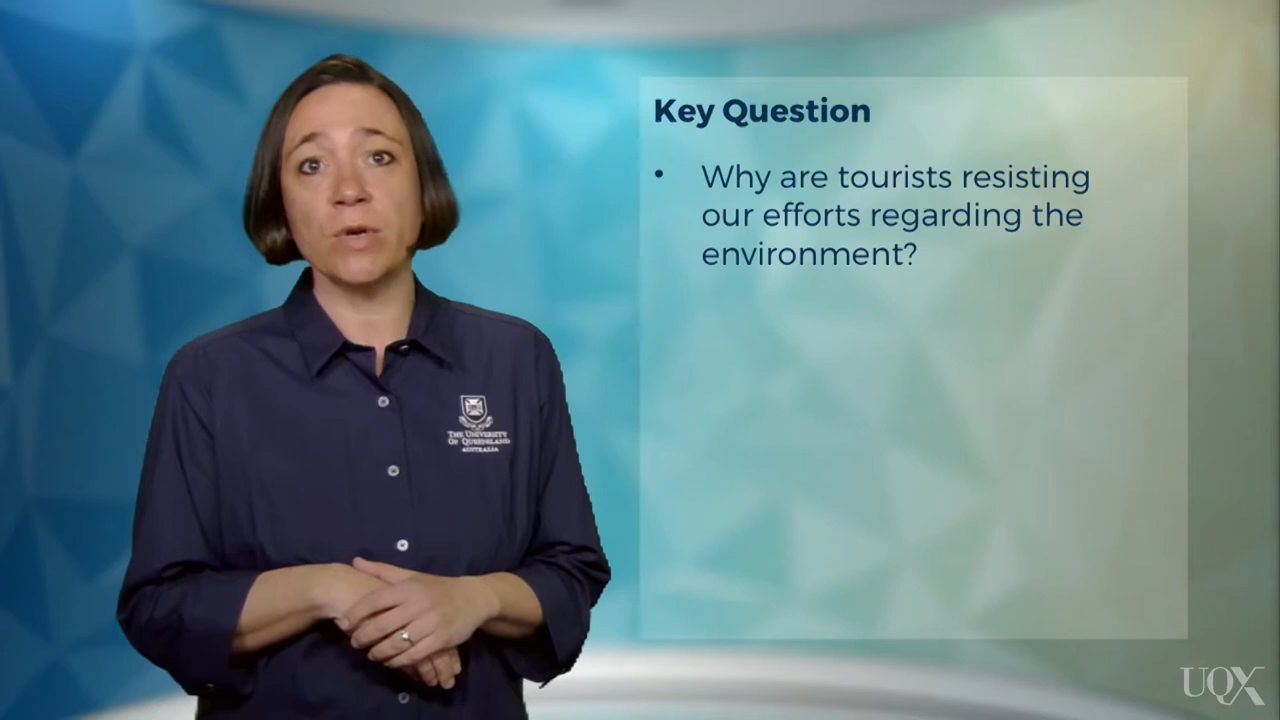 Key Question
• Why are tourists resisting
our efforts regarding the
environment?
THE UNIVERSITY
OF QUEENSLAND
AUSTRALIA
UQX